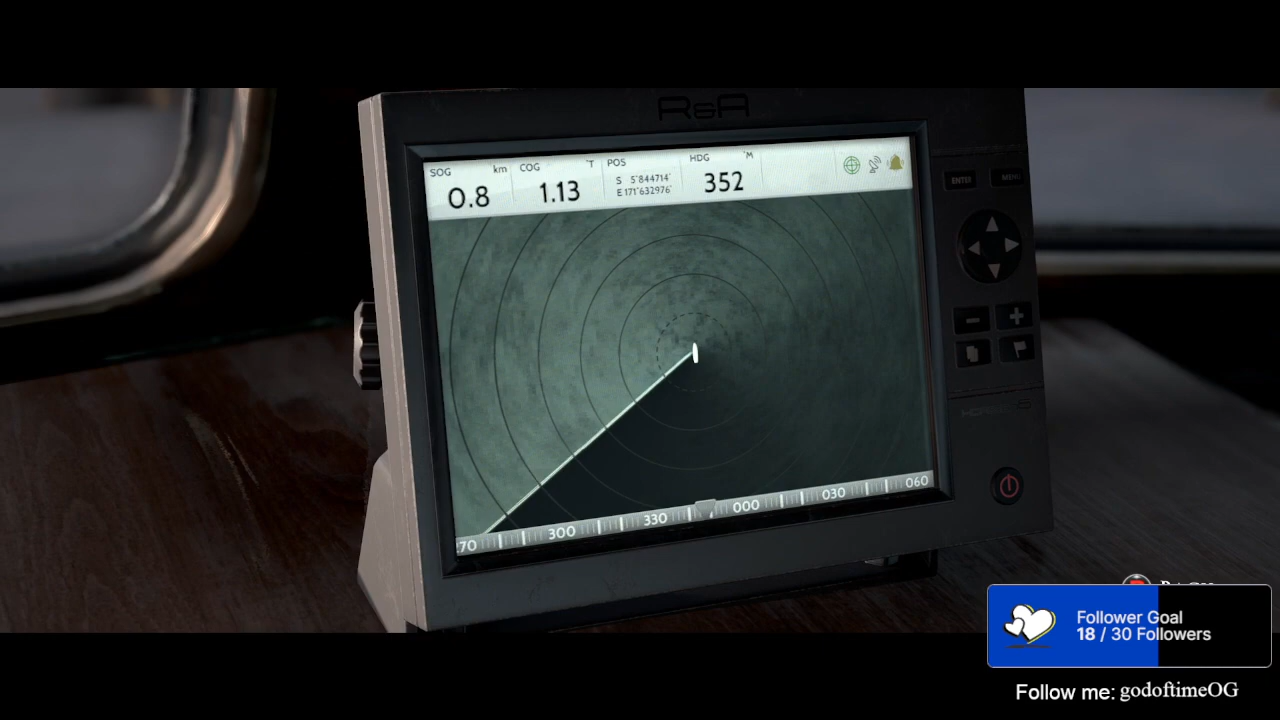 R&A
SOG km
0.8
COG °T
1.13
POS
S 5°844714'
E 171°632976'
HDG °M
352
ENTER
MENU
270 300 330 000 030 060
Follower Goal
18 / 30 Followers
Follow me: godoftimeOG